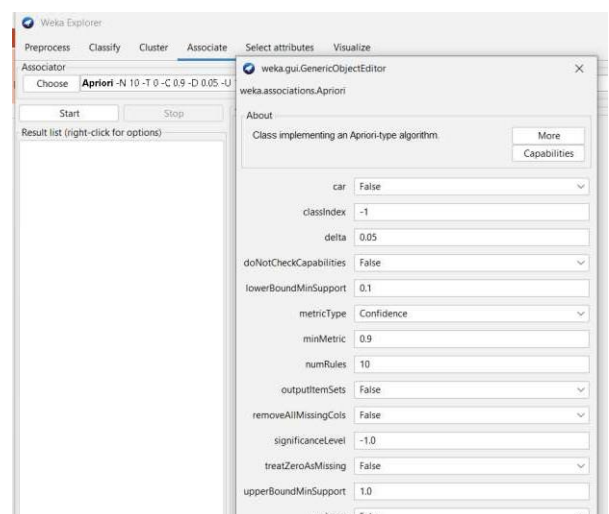 Weka Explorer
Preprocess Classify Cluster Associate Select attributes Visualize
Associator
Choose Apriori -N 10 -T 0 -C 0.9 -D 0.05 -U
Start Stop
Result list (right-click for options)
weka.gui.GenericObjectEditor
weka.associations.Apriori
About
Class implementing an Apriori-type algorithm.
More
Capabilities
car False
classIndex -1
delta 0.05
doNotCheckCapabilities False
lowerBoundMinSupport 0.1
metricType Confidence
minMetric 0.9
numRules 10
outputItemSets False
removeAllMissingCols False
significanceLevel -1.0
treatZeroAsMissing False
upperBoundMinSupport 1.0